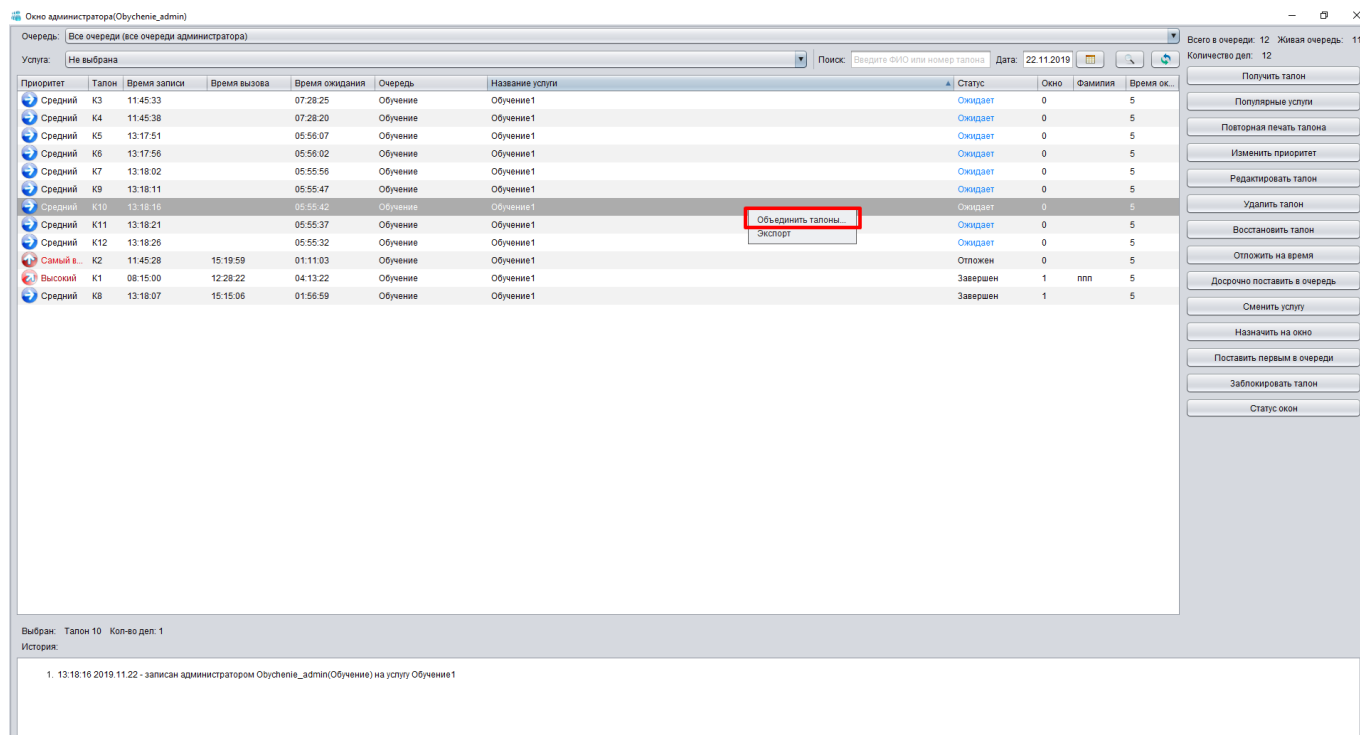 Окно администратора(Obychenie_admin)
Очередь: Все очереди (все очереди администратора)
Всего в очереди: 12 Живая очередь: 11
Услуга: Не выбрана Поиск: Введите ФИО или номер талона Дата: 22.11.2019
Количество дел: 12
Приоритет Талон Время записи Время вызова Время ожидания Очередь Название услуги Статус Окно Фамилия Время ок...
Средний К3 11:45:33 07:28:25 Обучение Обучение1 Ожидает 0 5
Средний К4 11:45:38 07:28:20 Обучение Обучение1 Ожидает 0 5
Средний К5 13:17:51 05:56:07 Обучение Обучение1 Ожидает 0 5
Средний К6 13:17:56 05:56:02 Обучение Обучение1 Ожидает 0 5
Средний К7 13:18:02 05:55:56 Обучение Обучение1 Ожидает 0 5
Средний К9 13:18:11 05:55:47 Обучение Обучение1 Ожидает 0 5
Средний К10 13:18:16 05:55:42 Обучение Обучение1 Ожидает 0 5
Средний К11 13:18:21 05:55:37 Обучение Обучение1 Ожидает 0 5
Средний К12 13:18:26 05:55:32 Обучение Обучение1 Ожидает 0 5
Самый в... К2 11:45:28 15:19:59 01:11:03 Обучение Обучение1 Отложен 0 5
Высокий К1 08:15:00 12:28:22 04:13:22 Обучение Обучение1 Завершен 1 ппп 5
Средний К8 13:18:07 15:15:06 01:56:59 Обучение Обучение1 Завершен 1 5
Объединить талоны...
Экспорт
Получить талон
Популярные услуги
Повторная печать талона
Изменить приоритет
Редактировать талон
Удалить талон
Восстановить талон
Отложить на время
Досрочно поставить в очередь
Сменить услугу
Назначить на окно
Поставить первым в очереди
Заблокировать талон
Статус окон
Выбран: Талон 10 Кол-во дел: 1
История:
1. 13:18:16 2019.11.22 - записан администратором Obychenie_admin(Обучение) на услугу Обучение1